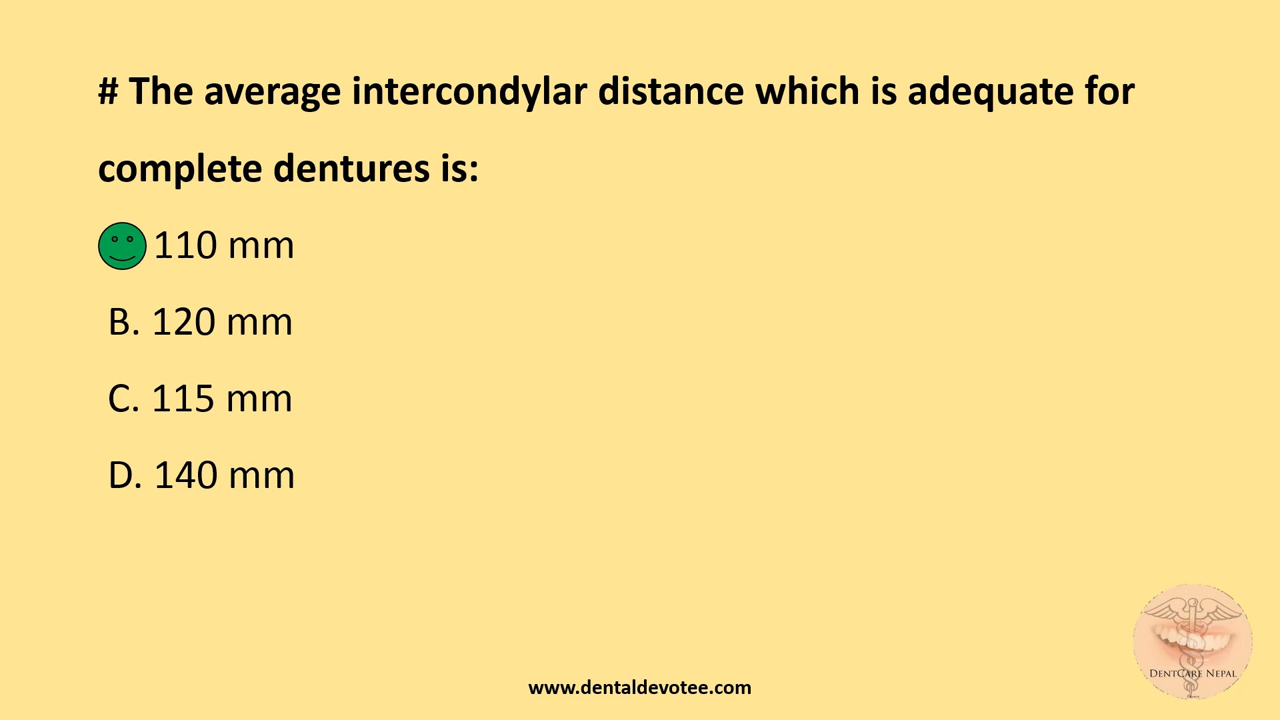 # The average intercondylar distance which is adequate for
complete dentures is:
110 mm
B. 120 mm
C. 115 mm
D. 140 mm
DentCare Nepal
www.dentaldevotee.com